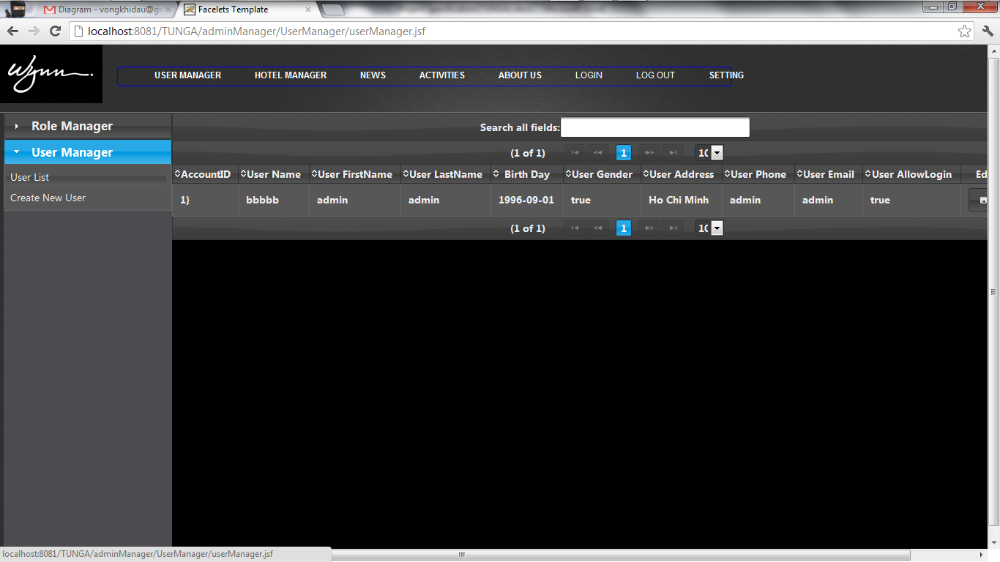 Diagram - vongkhidau@g
Facelets Template
localhost:8081/TUNGA/adminManager/UserManager/userManager.jsf
Wynn.
USER MANAGER HOTEL MANAGER NEWS ACTIVITIES ABOUT US LOGIN LOG OUT SETTING
Role Manager
User Manager
User List
Create New User
Search all fields:
(1 of 1) 1 10
AccountID User Name User FirstName User LastName Birth Day User Gender User Address User Phone User Email User AllowLogin Ed
1} bbbbb admin admin 1996-09-01 true Ho Chi Minh admin admin true
(1 of 1) 1 10
localhost:8081/TUNGA/adminManager/UserManager/userManager.jsf